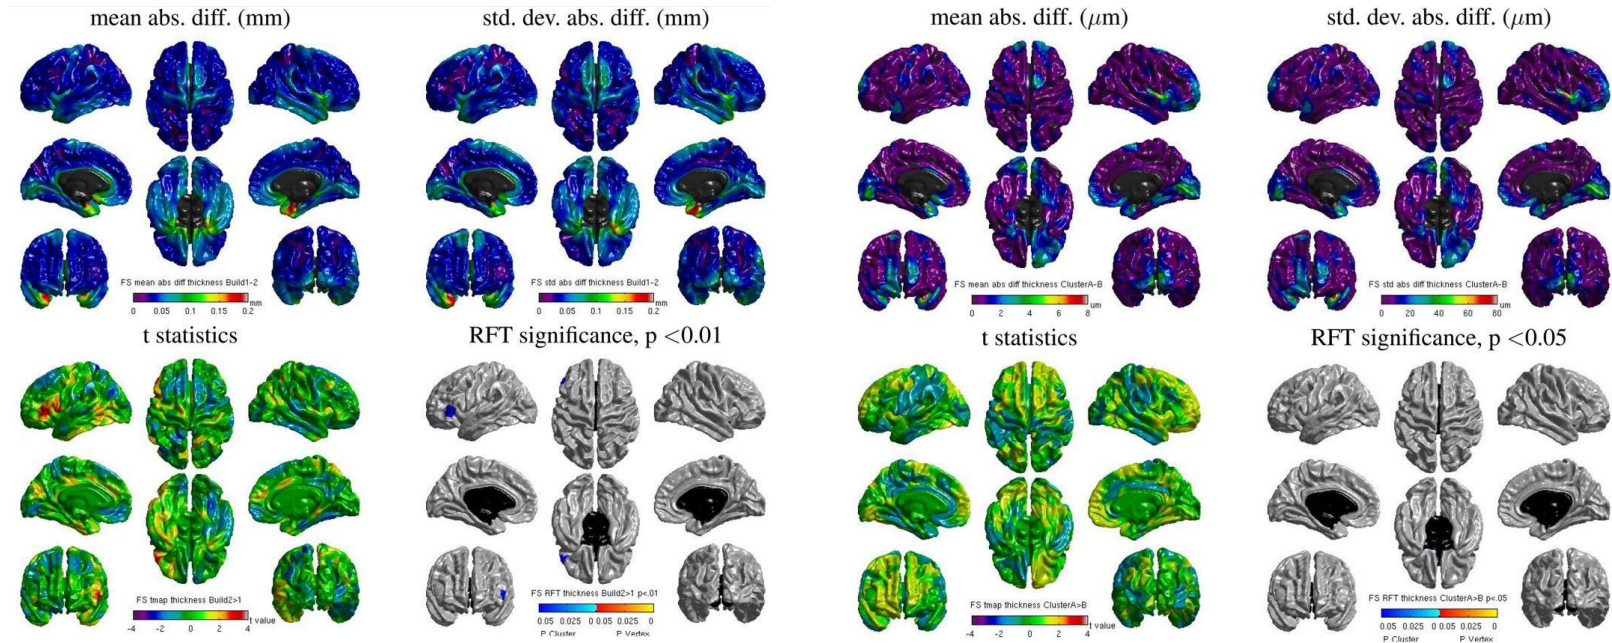 mean abs. diff. (mm)
std. dev. abs. diff. (mm)
mean abs. diff. (μm)
std. dev. abs. diff. (μm)
FS mean abs diff thickness Build1-2
0 0.05 0.1 0.15 0.2 mm
FS std abs diff thickness Build1-2
0 0.05 0.1 0.15 0.2 mm
FS mean abs diff thickness ClusterA-B
0 2 4 6 8 um
FS std abs diff thickness ClusterA-B
0 20 40 60 80 um
t statistics
RFT significance, p <0.01
t statistics
RFT significance, p <0.05
FS tmap thickness Build2>1
-4 -2 0 2 4 t value
FS RFT thickness Build2>1 p<.01
0.05 0.025 0 0.05 0.025 0
P Cluster P Vertex
FS tmap thickness ClusterA>B
-4 -2 0 2 4 t value
FS RFT thickness ClusterA>B p<.05
0.05 0.025 0 0.05 0.025 0
P Cluster P Vertex